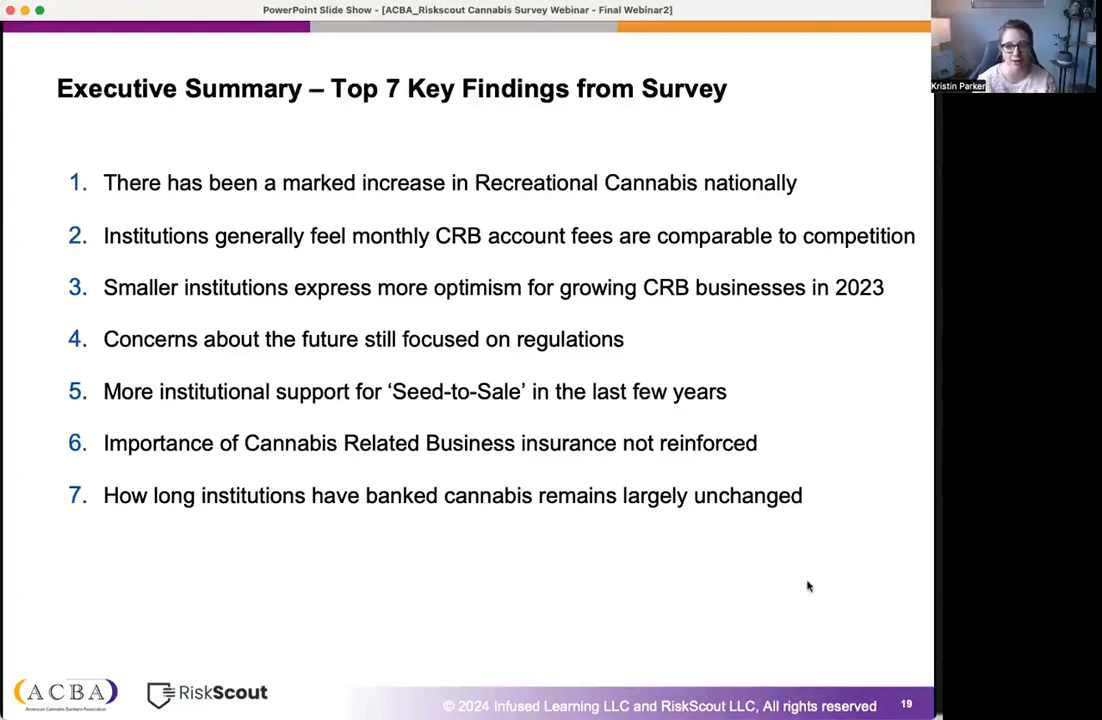 PowerPoint Slide Show - [ACBA_Riskscout Cannabis Survey Webinar - Final Webinar2]
Kristin Parker
Executive Summary – Top 7 Key Findings from Survey
1. There has been a marked increase in Recreational Cannabis nationally
2. Institutions generally feel monthly CRB account fees are comparable to competition
3. Smaller institutions express more optimism for growing CRB businesses in 2023
4. Concerns about the future still focused on regulations
5. More institutional support for ‘Seed-to-Sale’ in the last few years
6. Importance of Cannabis Related Business insurance not reinforced
7. How long institutions have banked cannabis remains largely unchanged
ACBA
American Cannabis Bankers Association
RiskScout
© 2024 Infused Learning LLC and RiskScout LLC, All rights reserved
19